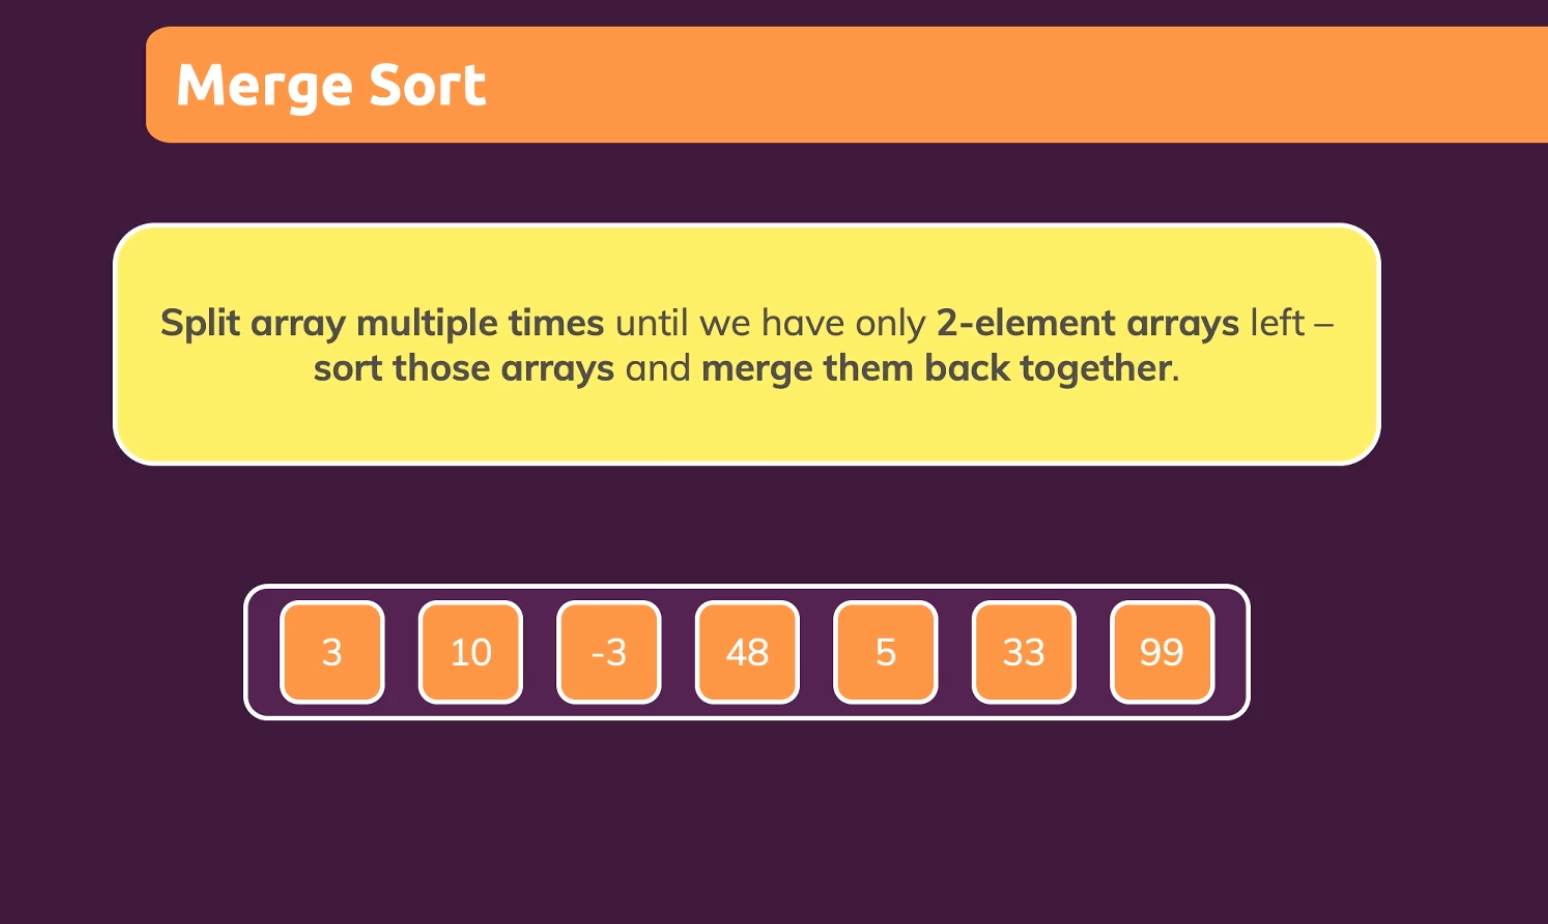 Merge Sort
Split array multiple times until we have only 2-element arrays left –
sort those arrays and merge them back together.
3 10 -3 48 5 33 99